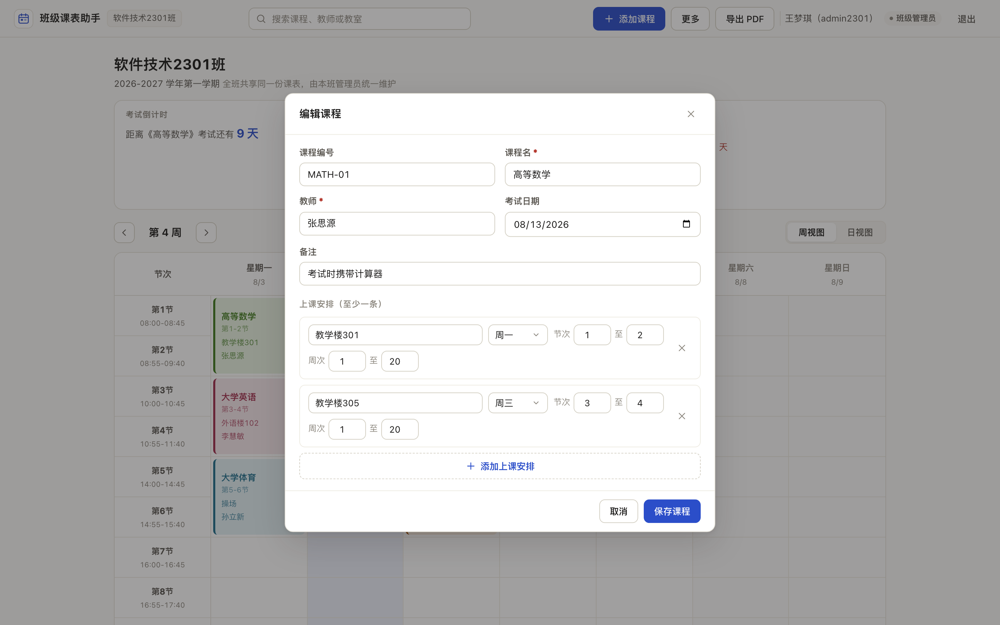 班级课表助手 软件技术2301班 搜索课程、教师或教室 添加课程 更多 导出 PDF 王梦琪（admin2301） 班级管理员 退出
软件技术2301班
2026-2027 学年第一学期 全班共享同一份课表，由本班管理员统一维护
考试倒计时
距离《高等数学》考试还有 9 天
天
第 4 周
周视图 日视图
节次
星期一
8/3
星期六
8/8
星期日
8/9
第1节
08:00-08:45
第2节
08:55-09:40
第3节
10:00-10:45
第4节
10:55-11:40
第5节
14:00-14:45
第6节
14:55-15:40
第7节
16:00-16:45
第8节
16:55-17:40
高等数学
第1-2节
教学楼301
张思源
大学英语
第3-4节
外语楼102
李慧敏
大学体育
第5-6节
操场
孙立新
编辑课程
课程编号 课程名 *
MATH-01 高等数学
教师 * 考试日期
张思源 08/13/2026
备注
考试时携带计算器
上课安排（至少一条）
教学楼301 周一 节次 1 至 2
周次 1 至 20
教学楼305 周三 节次 3 至 4
周次 1 至 20
添加上课安排
取消 保存课程